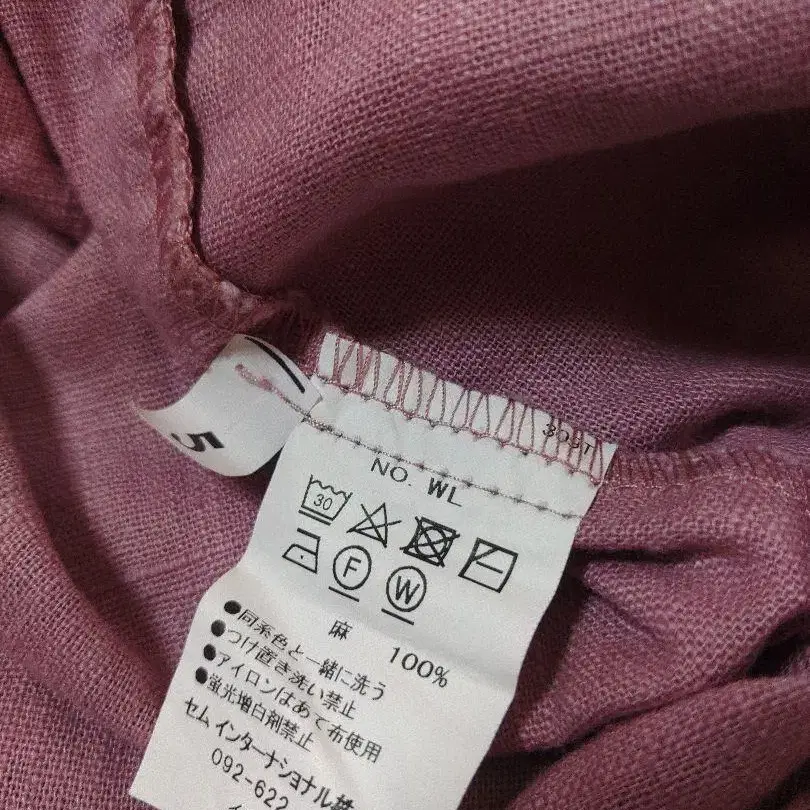 5
303T
NO. WL
30
F W
麻 100%
●同系色と一緒に洗う
●つけ置き洗い禁止
●アイロンはあて布使用
●蛍光増白剤禁止
セム インターナショナル㈱
092-622